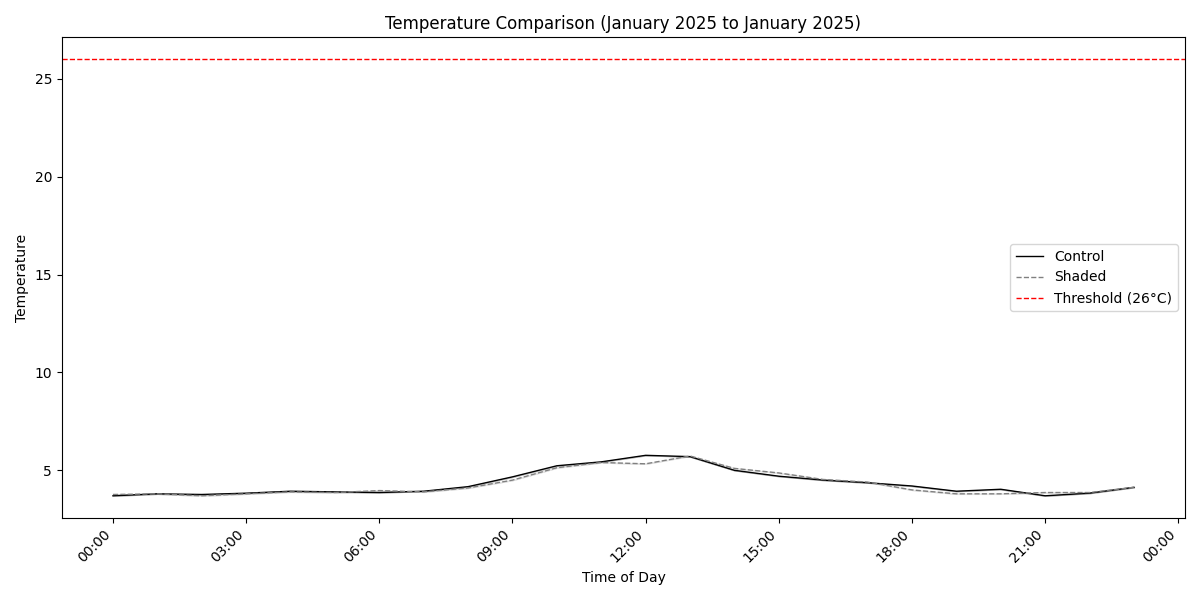 Temperature Comparison (January 2025 to January 2025)
Temperature
25
20
15
10
5
Control
Shaded
Threshold (26°C)
00:00
03:00
06:00
09:00
12:00
15:00
18:00
21:00
00:00
Time of Day